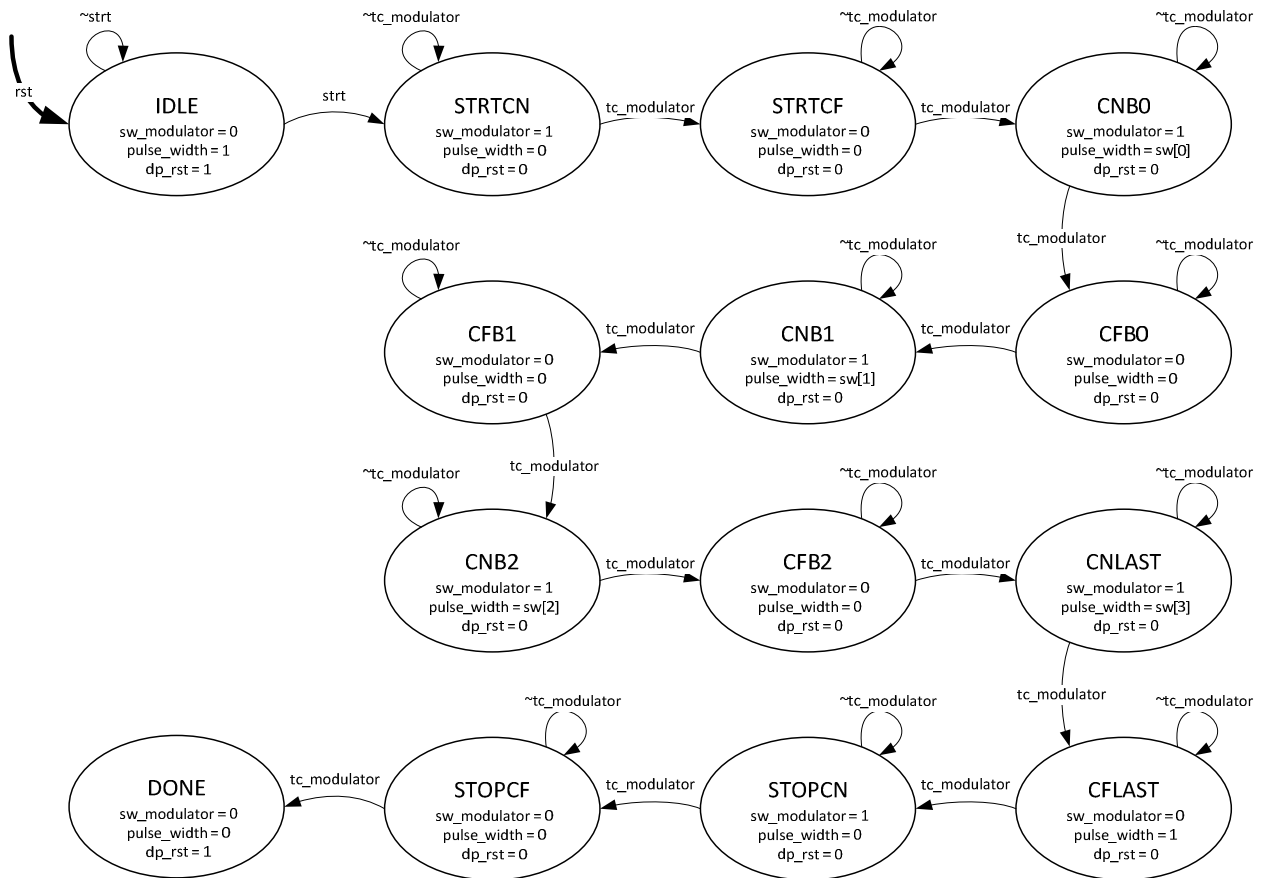 ~strt
~tc_modulator
~tc_modulator
~tc_modulator
rst
IDLE
sw_modulator = 0
pulse_width = 1
dp_rst = 1
strt
STRTCN
sw_modulator = 1
pulse_width = 0
dp_rst = 0
tc_modulator
STRTCF
sw_modulator = 0
pulse_width = 0
dp_rst = 0
tc_modulator
CNB0
sw_modulator = 1
pulse_width = sw[0]
dp_rst = 0
tc_modulator
~tc_modulator
~tc_modulator
~tc_modulator
CFB1
sw_modulator = 0
pulse_width = 0
dp_rst = 0
tc_modulator
CNB1
sw_modulator = 1
pulse_width = sw[1]
dp_rst = 0
tc_modulator
CFB0
sw_modulator = 0
pulse_width = 0
dp_rst = 0
tc_modulator
~tc_modulator
~tc_modulator
~tc_modulator
CNB2
sw_modulator = 1
pulse_width = sw[2]
dp_rst = 0
tc_modulator
CFB2
sw_modulator = 0
pulse_width = 0
dp_rst = 0
tc_modulator
CNLAST
sw_modulator = 1
pulse_width = sw[3]
dp_rst = 0
tc_modulator
~tc_modulator
~tc_modulator
~tc_modulator
DONE
sw_modulator = 0
pulse_width = 0
dp_rst = 1
tc_modulator
STOPCF
sw_modulator = 0
pulse_width = 0
dp_rst = 0
tc_modulator
STOPCN
sw_modulator = 1
pulse_width = 0
dp_rst = 0
tc_modulator
CFLAST
sw_modulator = 0
pulse_width = 1
dp_rst = 0